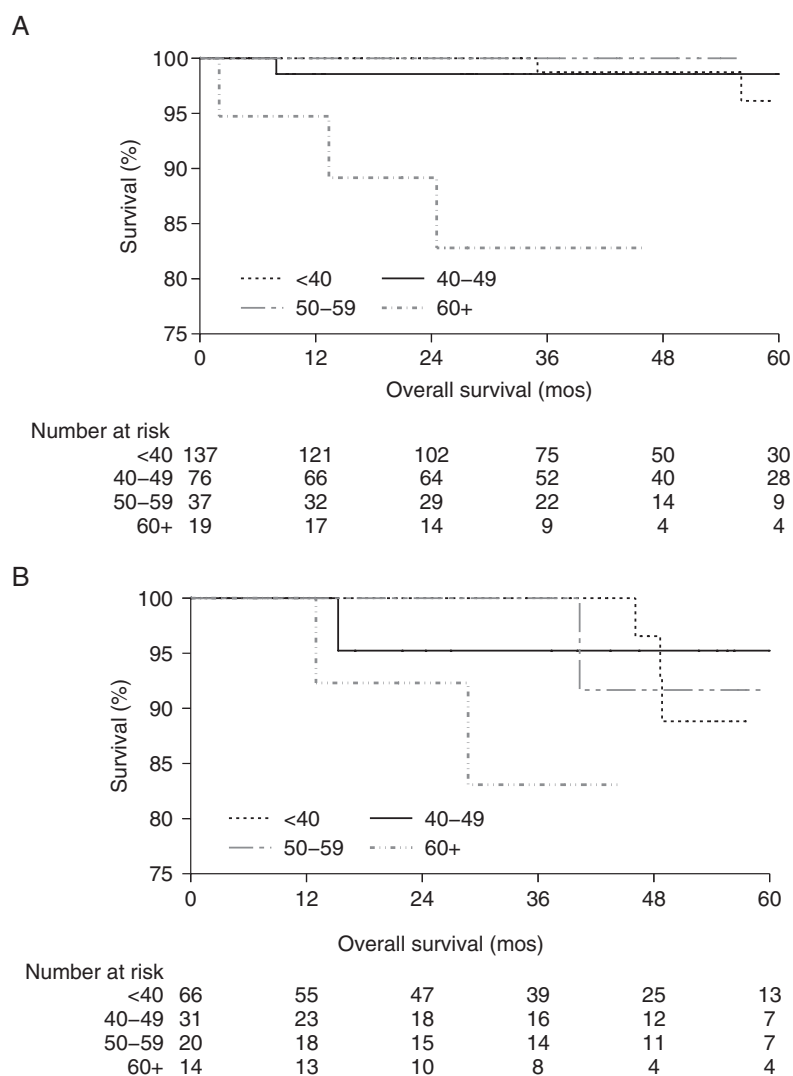 A
100
95
90
85
80
75
Survival (%)
<40 40–49
50–59 60+
0 12 24 36 48 60
Overall survival (mos)
Number at risk
<40 137 121 102 75 50 30
40–49 76 66 64 52 40 28
50–59 37 32 29 22 14 9
60+ 19 17 14 9 4 4
B
100
95
90
85
80
75
Survival (%)
<40 40–49
50–59 60+
0 12 24 36 48 60
Overall survival (mos)
Number at risk
<40 66 55 47 39 25 13
40–49 31 23 18 16 12 7
50–59 20 18 15 14 11 7
60+ 14 13 10 8 4 4